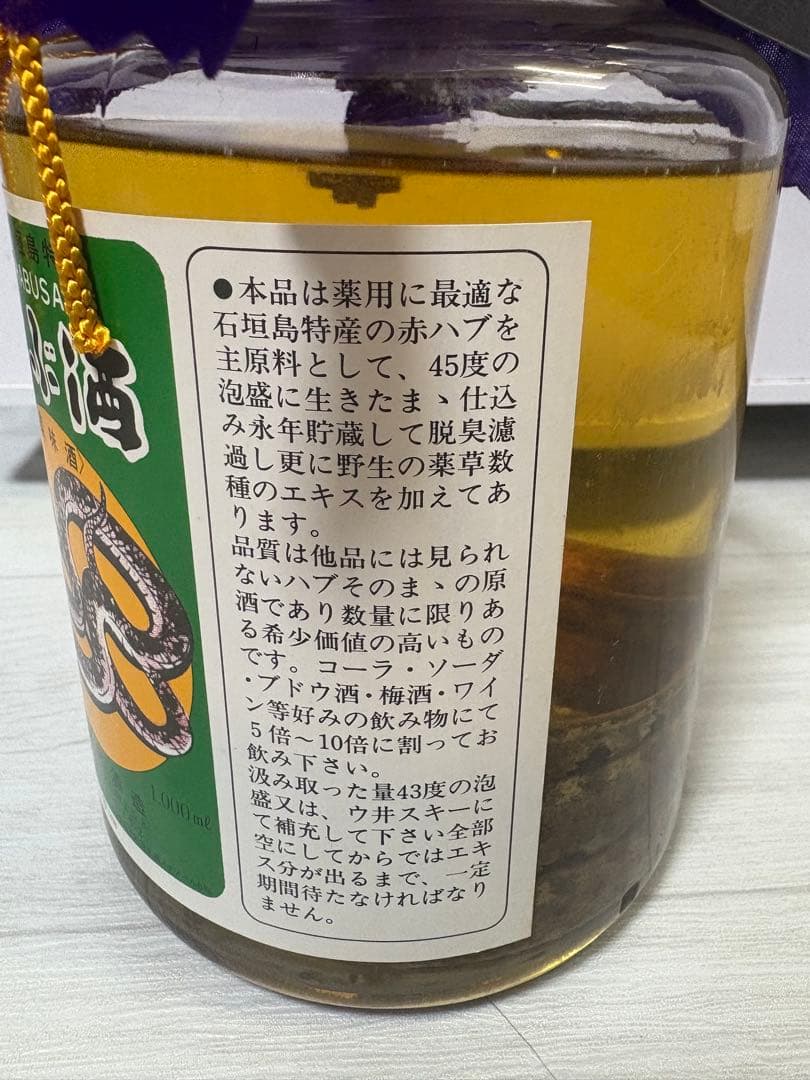 島特
ABUSA
ぶ酒
味酒〉
1,000ml
●本品は薬用に最適な
石垣島特産の赤ハブを
主原料として、45度の
泡盛に生きたまゝ仕込
み永年貯蔵して脱臭濾
過し更に野生の薬草数
種のエキスを加えてあ
ります。
品質は他品には見られ
ないハブそのまゝの原
酒であり数量に限りあ
る希少価値の高いもの
です。コーラ・ソーダ
・ブドウ酒・梅酒・ワイ
ン等好みの飲み物にて
5倍〜10倍に割ってお
飲み下さい。
汲み取った量43度の泡
盛又は、ウ井スキーに
て補充して下さい全部
空にしてからではエキ
ス分が出るまで、一定
期間待たなければなり
ません。